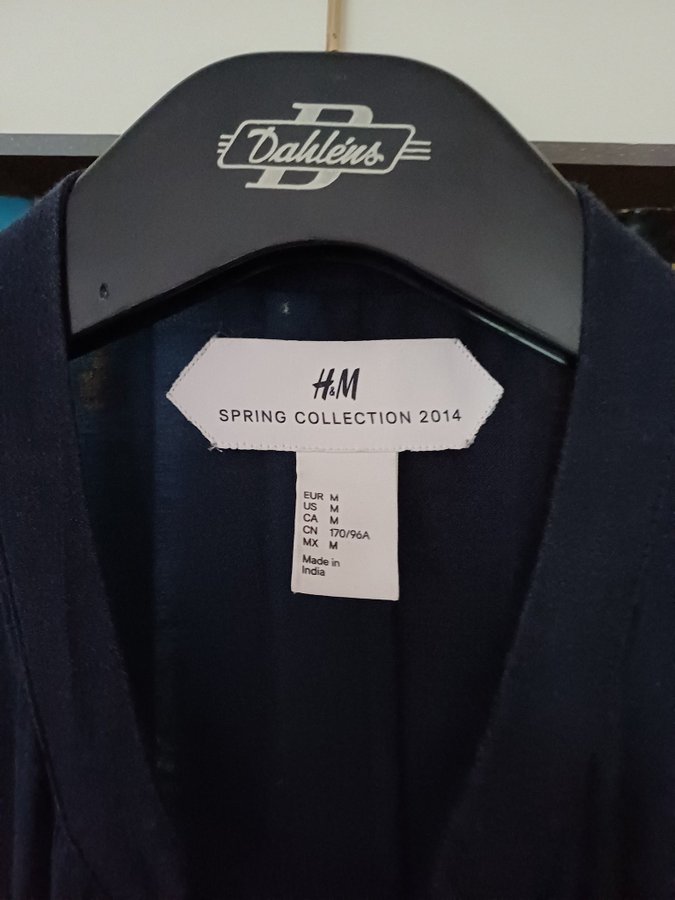 B
Dahléns
H&M
SPRING COLLECTION 2014
EUR M
US M
CA M
CN 170/96A
MX M
Made in
India